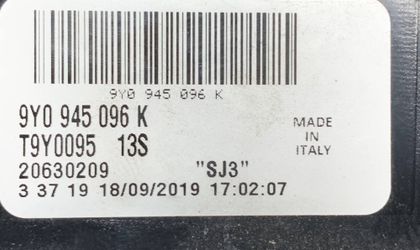 9Y0 945 096 K
9Y0 945 096 K
T9Y0095 13S
20630209 "SJ3"
3 37 19 18/09/2019 17:02:07
MADE
IN
ITALY